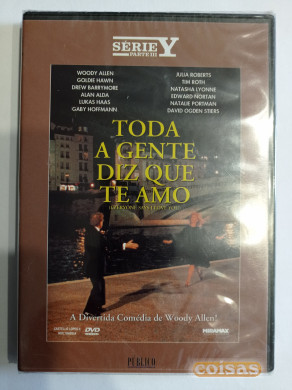 SÉRIE Y
PARTE III
WOODY ALLEN
GOLDIE HAWN
DREW BARRYMORE
ALAN ALDA
LUKAS HAAS
GABY HOFFMANN
JULIA ROBERTS
TIM ROTH
NATASHA LYONNE
EDWARD NORTAN
NATALIE PORTMAN
DAVID OGDEN STIERS
TODA
A GENTE
DIZ QUE
TE AMO
A Divertida Comédia de Woody Allen!
DVD
PÚBLICO
MIRAMAX
coisas